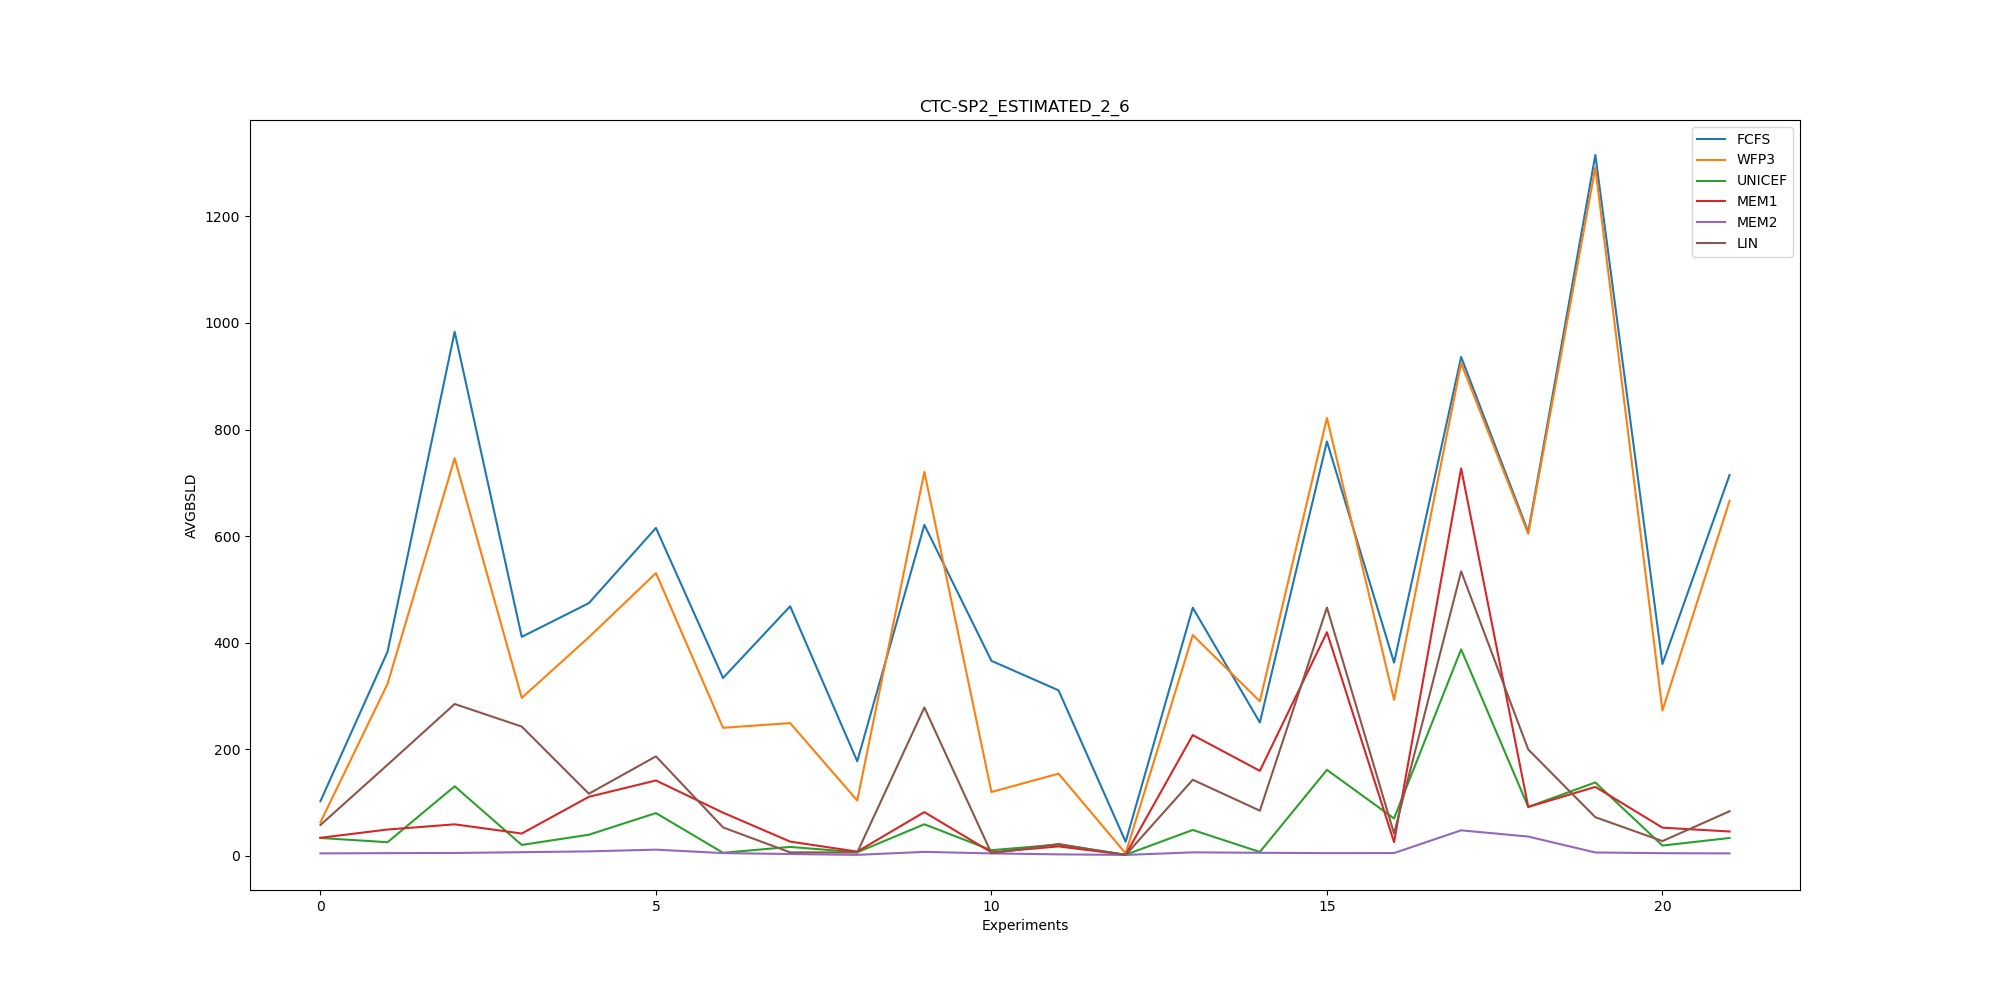 CTC-SP2_ESTIMATED_2_6
FCFS
WFP3
UNICEF
MEM1
MEM2
LIN
1200
1000
800
600
400
200
0
AVGBSLD
0 5 10 15 20
Experiments